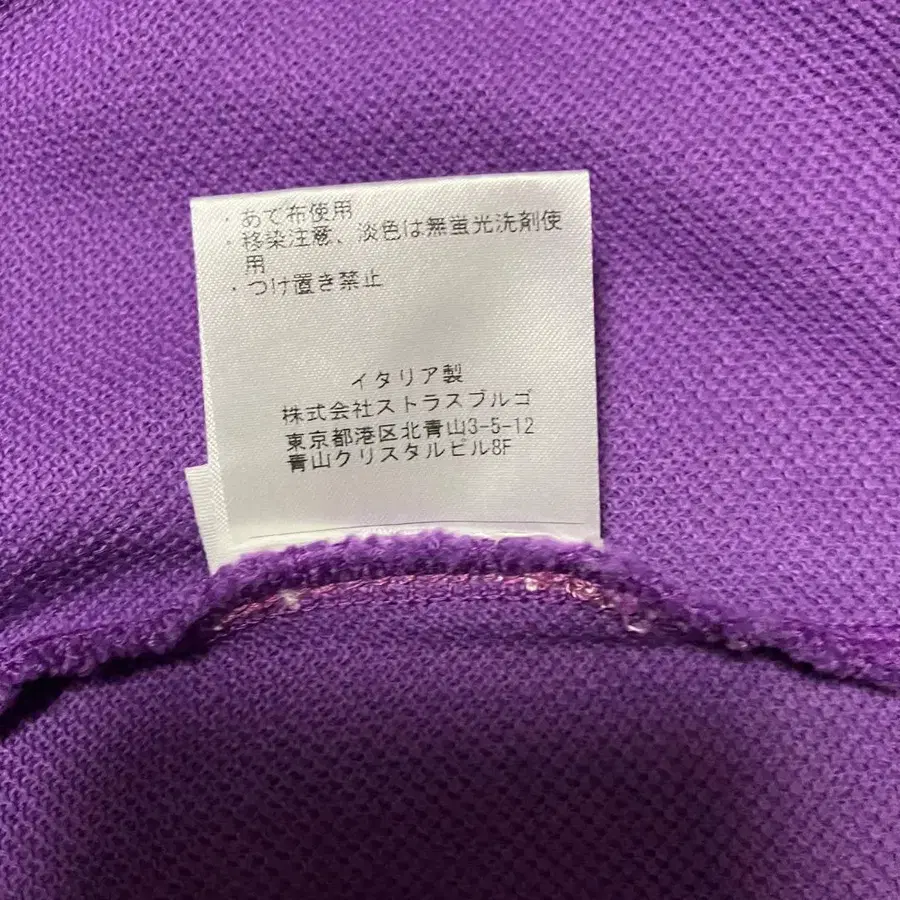 ・あて布使用
・移染注意、淡色は無蛍光洗剤使
用
・つけ置き禁止
イタリア製
株式会社ストラスブルゴ
東京都港区北青山3-5-12
青山クリスタルビル8F